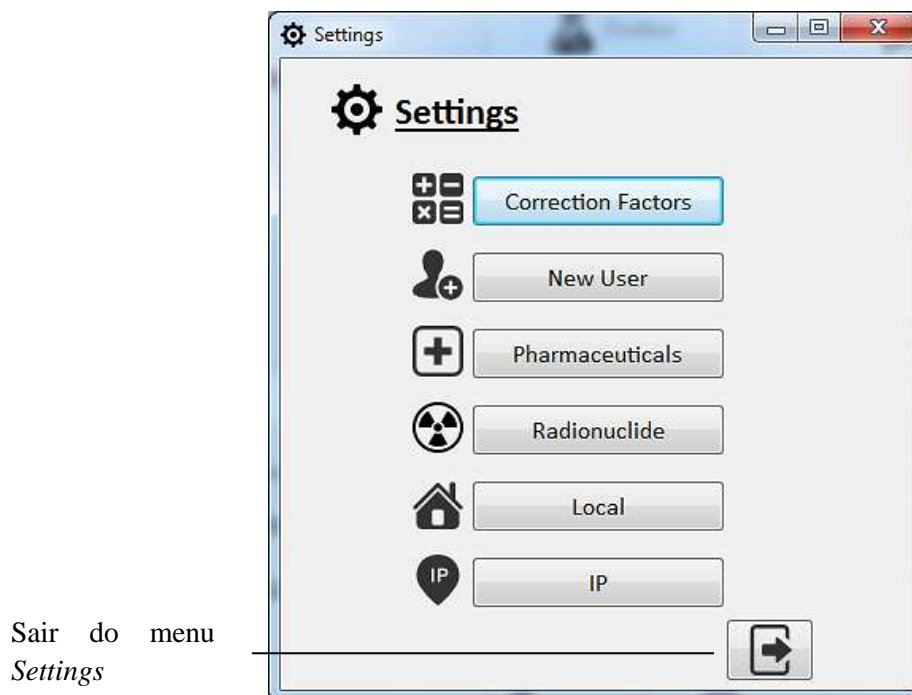 Settings
Settings
Correction Factors
New User
Pharmaceuticals
Radionuclide
Local
IP
IP
Sair do menu
Settings